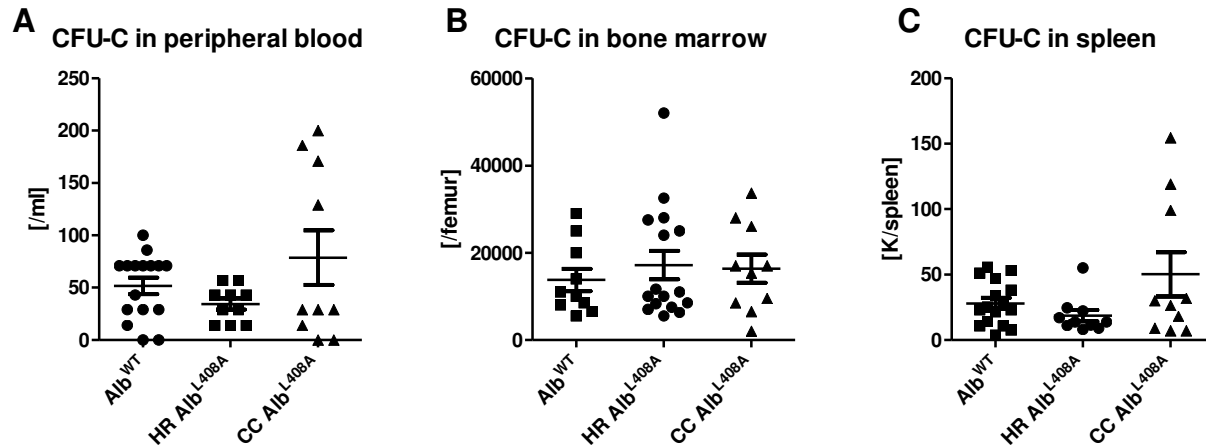 A
CFU-C in peripheral blood
[/ml]
250
200
150
100
50
0
Alb^WT
HR Alb^L408A
CC Alb^L408A
B
CFU-C in bone marrow
[/femur]
60000
40000
20000
0
Alb^WT
HR Alb^L408A
CC Alb^L408A
C
CFU-C in spleen
[K/spleen]
200
150
100
50
0
Alb^WT
HR Alb^L408A
CC Alb^L408A